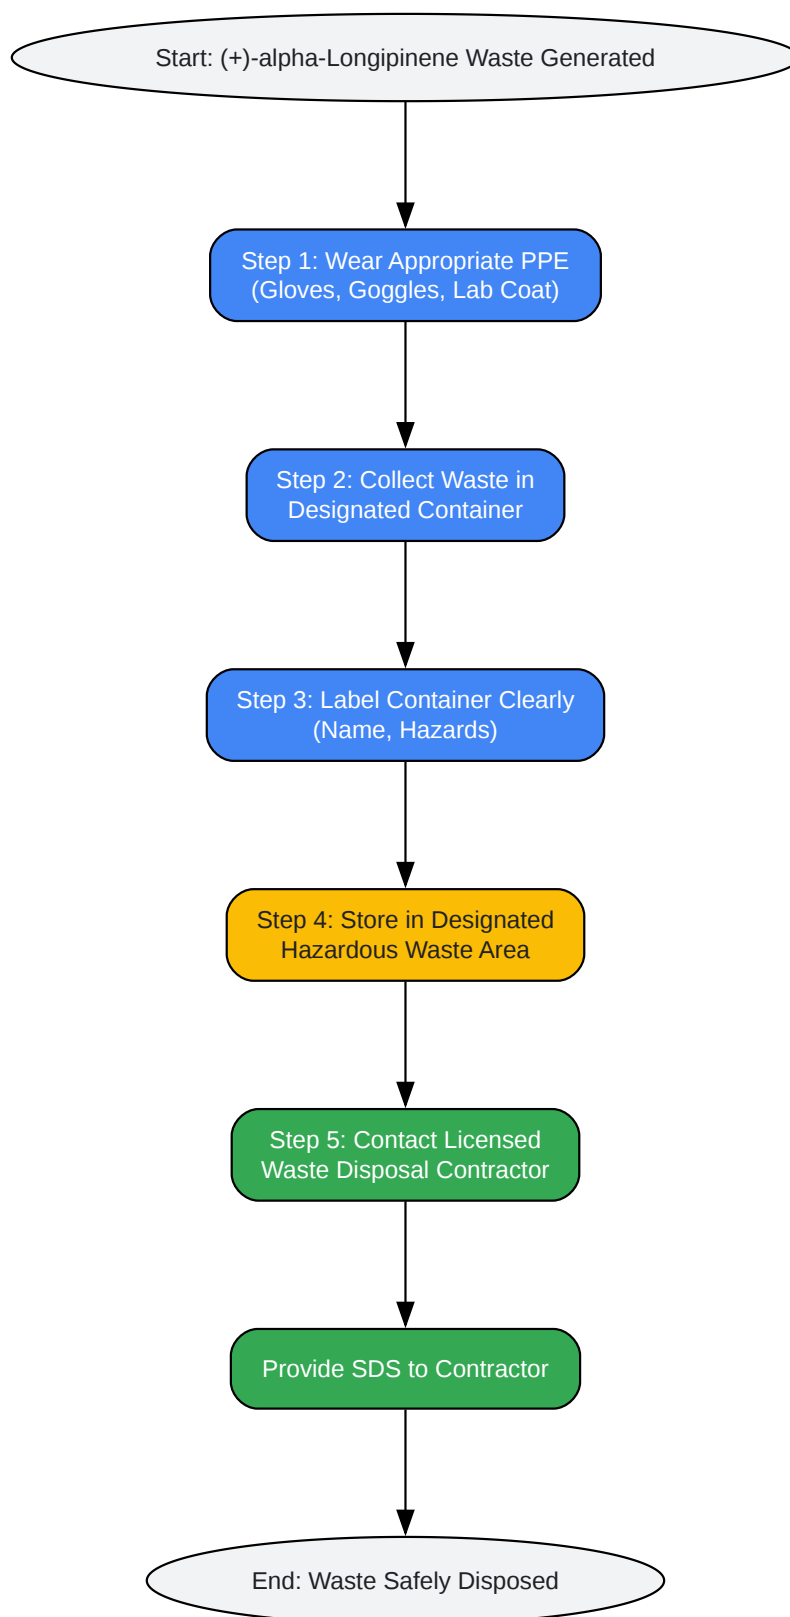 Start: (+)-alpha-Longipinene Waste Generated
Step 1: Wear Appropriate PPE
(Gloves, Goggles, Lab Coat)
Step 2: Collect Waste in
Designated Container
Step 3: Label Container Clearly
(Name, Hazards)
Step 4: Store in Designated
Hazardous Waste Area
Step 5: Contact Licensed
Waste Disposal Contractor
Provide SDS to Contractor
End: Waste Safely Disposed